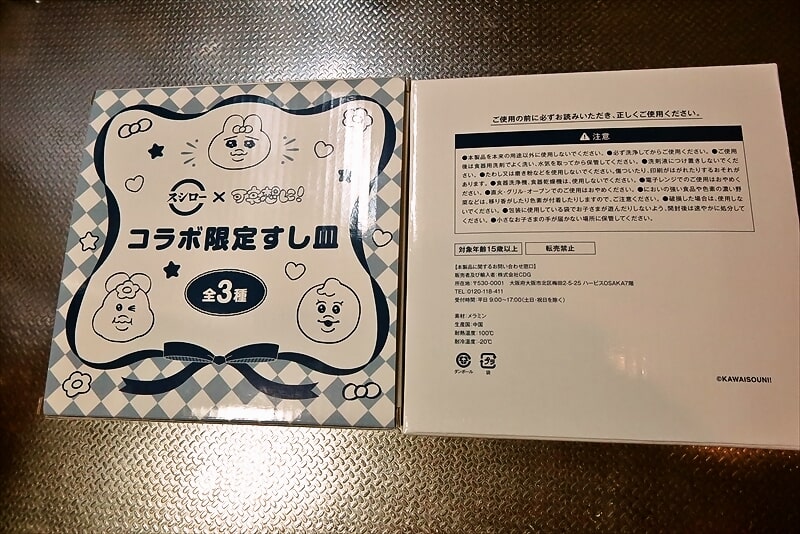 スシロー×可哀想に!
コラボ限定すし皿
全3種
ご使用の前に必ずお読みいただき、正しくご使用ください。
注意
●本製品を本来の用途以外に使用しないでください。●必ず洗浄してからご使用ください。●ご使用
後は食器用洗剤でよく洗い、水気を取ってから保管してください。●洗剤液につけ置きしないでくださ
い。●たわし又は磨き粉などを使用しないでください。傷ついたり、印刷がはがれたりするおそれが
あります。●食器洗浄機、食器乾燥機は、使用しないでください。●電子レンジでのご使用はおやめく
ださい。●直火・グリル・オーブンでのご使用はおやめください。●においの強い食品や色素の濃い野
菜などは、移り香がしたり色素が付着したりしますので、ご注意ください。●破損した場合は、使用しな
いでください。●包装に使用している袋でお子さまが遊んだりしないよう、開封後は速やかに処分して
ください。●小さなお子さまの手が届かない場所に保管してください。
対象年齢15歳以上 転売禁止
【本製品に関するお問い合わせ窓口】
販売者及び輸入者:株式会社CDG
所在地:〒530-0001 大阪府大阪市北区梅田2-5-25 ハービスOSAKA7階
TEL:0120-118-411
受付時間:平日 9:00~17:00(土日・祝日を除く)
素材:メラミン
生産国:中国
耐熱温度:100℃
耐冷温度:-20℃
ダンボール
プラ
袋
©KAWAISOUNI!